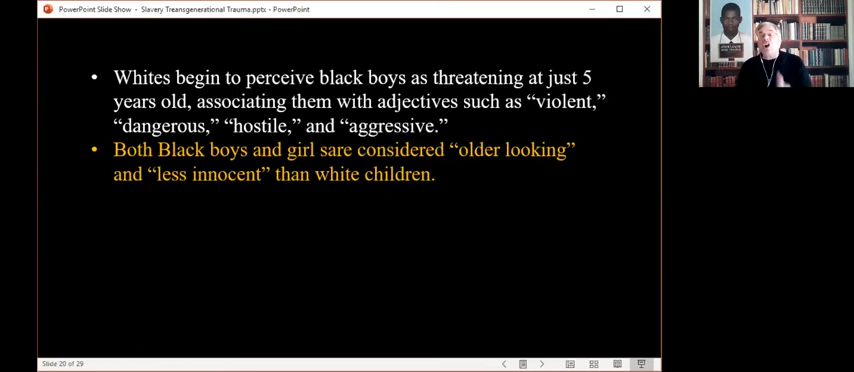 PowerPoint Slide Show - Slavery Treansgenerational Trauma.pptx - PowerPoint
• Whites begin to perceive black boys as threatening at just 5
years old, associating them with adjectives such as “violent,”
“dangerous,” “hostile,” and “aggressive.”
• Both Black boys and girl sare considered “older looking”
and “less innocent” than white children.
Slide 20 of 29